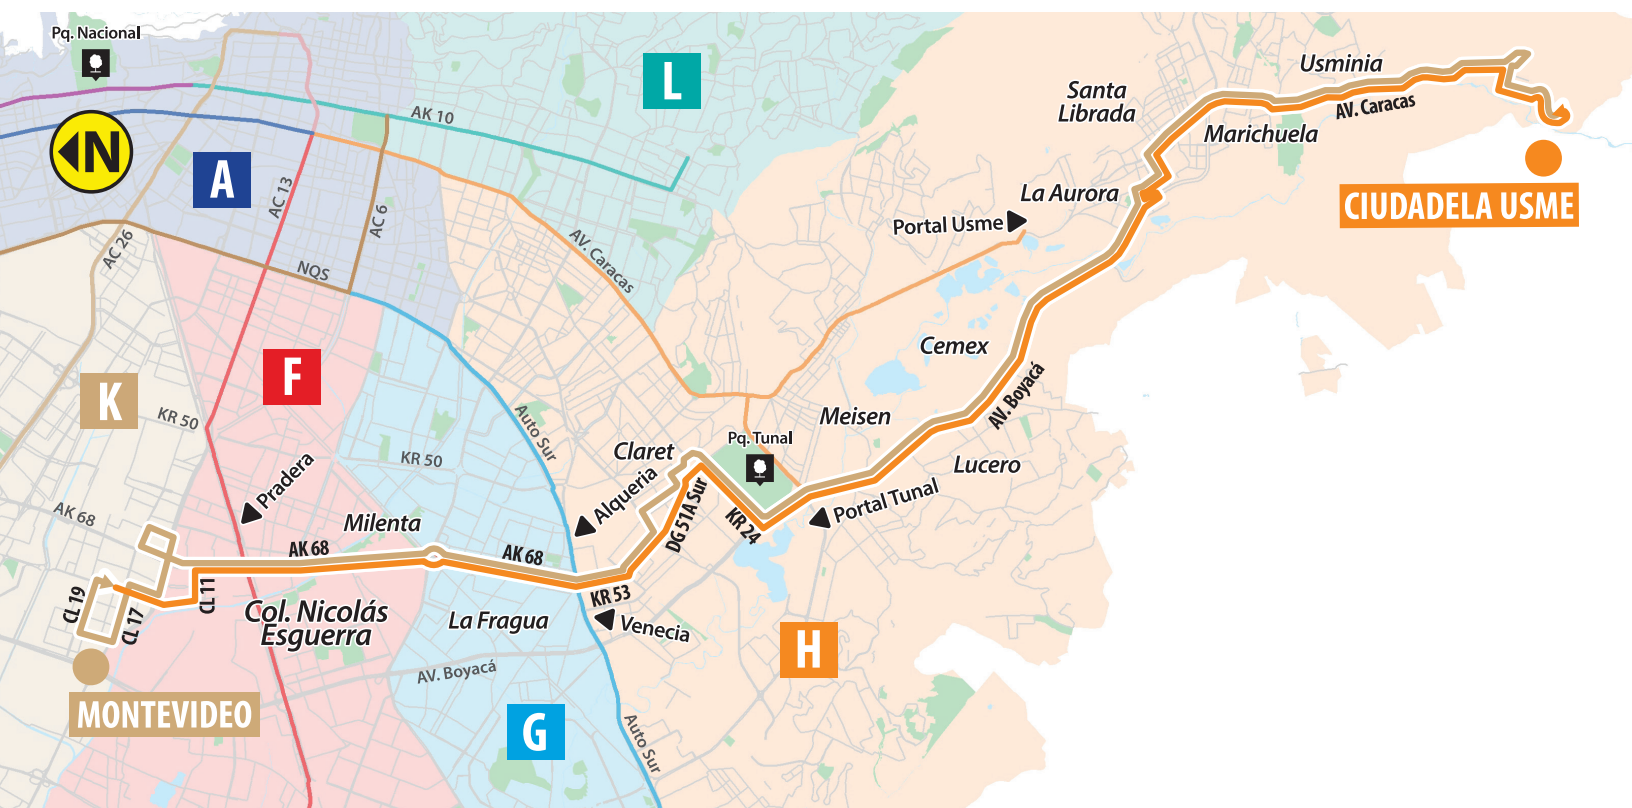 Pq. Nacional
N
A
L
AK 10
AC 13
AC 6
AC 26
NQS
AV. Caracas
Santa
Librada
Usminia
AV. Caracas
Marichuela
La Aurora
Portal Usme
CIUDADELA USME
K
F
KR 50
Cemex
AV. Boyacá
Meisen
Lucero
Auto Sur
Claret
Pq. Tunal
KR 50
Pradera
Alqueria
Portal Tunal
AK 68
Milenta
AK 68
AK 68
DG 51A Sur
KR 24
CL 19
CL 17
CL 11
KR 53
Col. Nicolás
Esguerra
La Fragua
Venecia
H
AV. Boyacá
MONTEVIDEO
G
Auto Sur